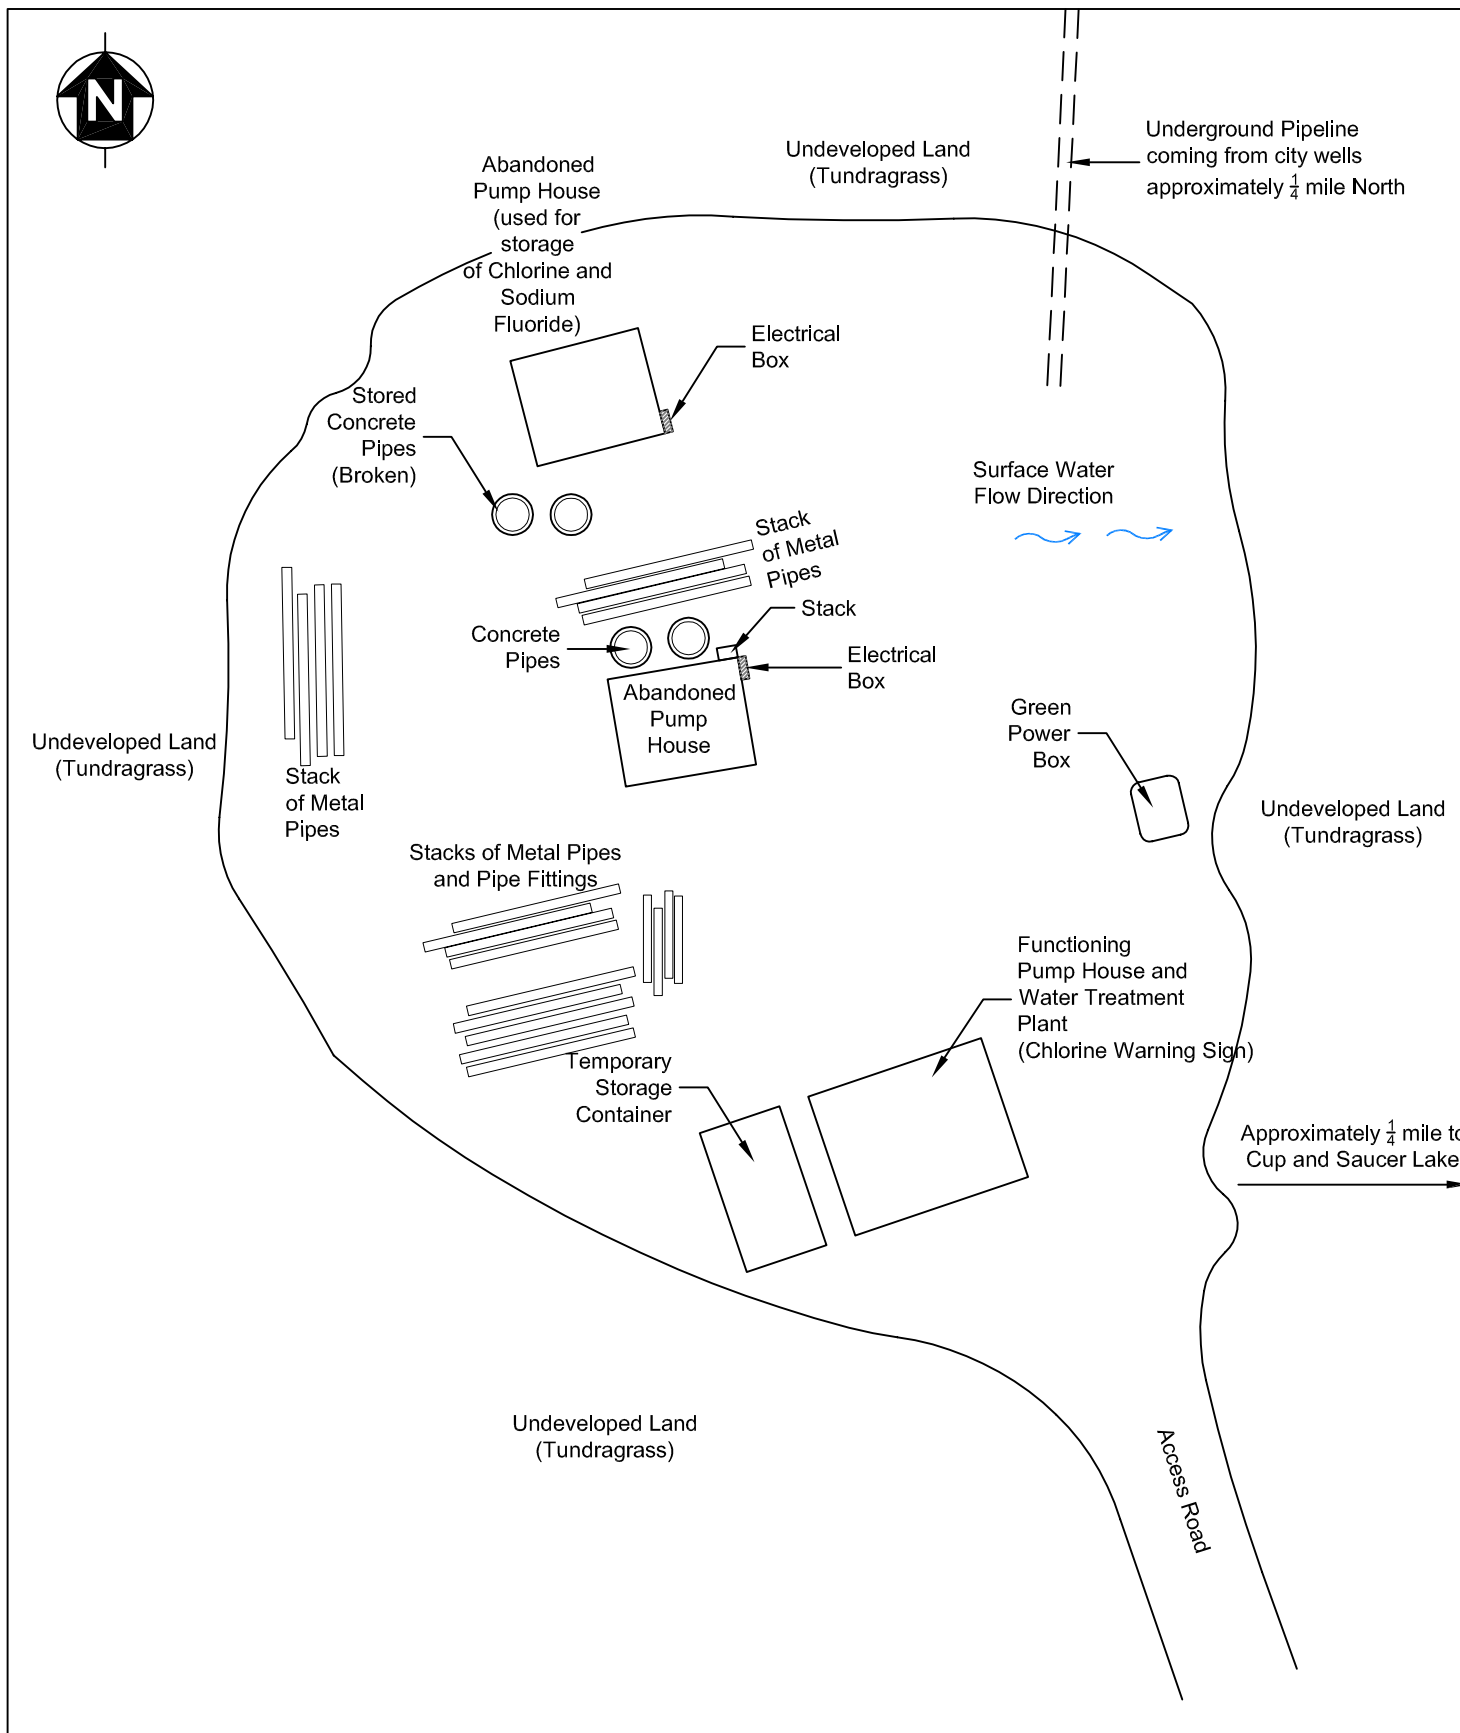 N
Undeveloped Land
(Tundragrass)
Underground Pipeline
coming from city wells
approximately 1/4 mile North
Abandoned
Pump House
(used for
storage
of Chlorine and
Sodium
Fluoride)
Electrical
Box
Stored
Concrete
Pipes
(Broken)
Surface Water
Flow Direction
Stack
of Metal
Pipes
Stack
Concrete
Pipes
Electrical
Box
Abandoned
Pump
House
Green
Power
Box
Undeveloped Land
(Tundragrass)
Stack
of Metal
Pipes
Undeveloped Land
(Tundragrass)
Stacks of Metal Pipes
and Pipe Fittings
Functioning
Pump House and
Water Treatment
Plant
(Chlorine Warning Sign)
Temporary
Storage
Container
Approximately 1/4 mile to
Cup and Saucer Lake
Undeveloped Land
(Tundragrass)
Access Road